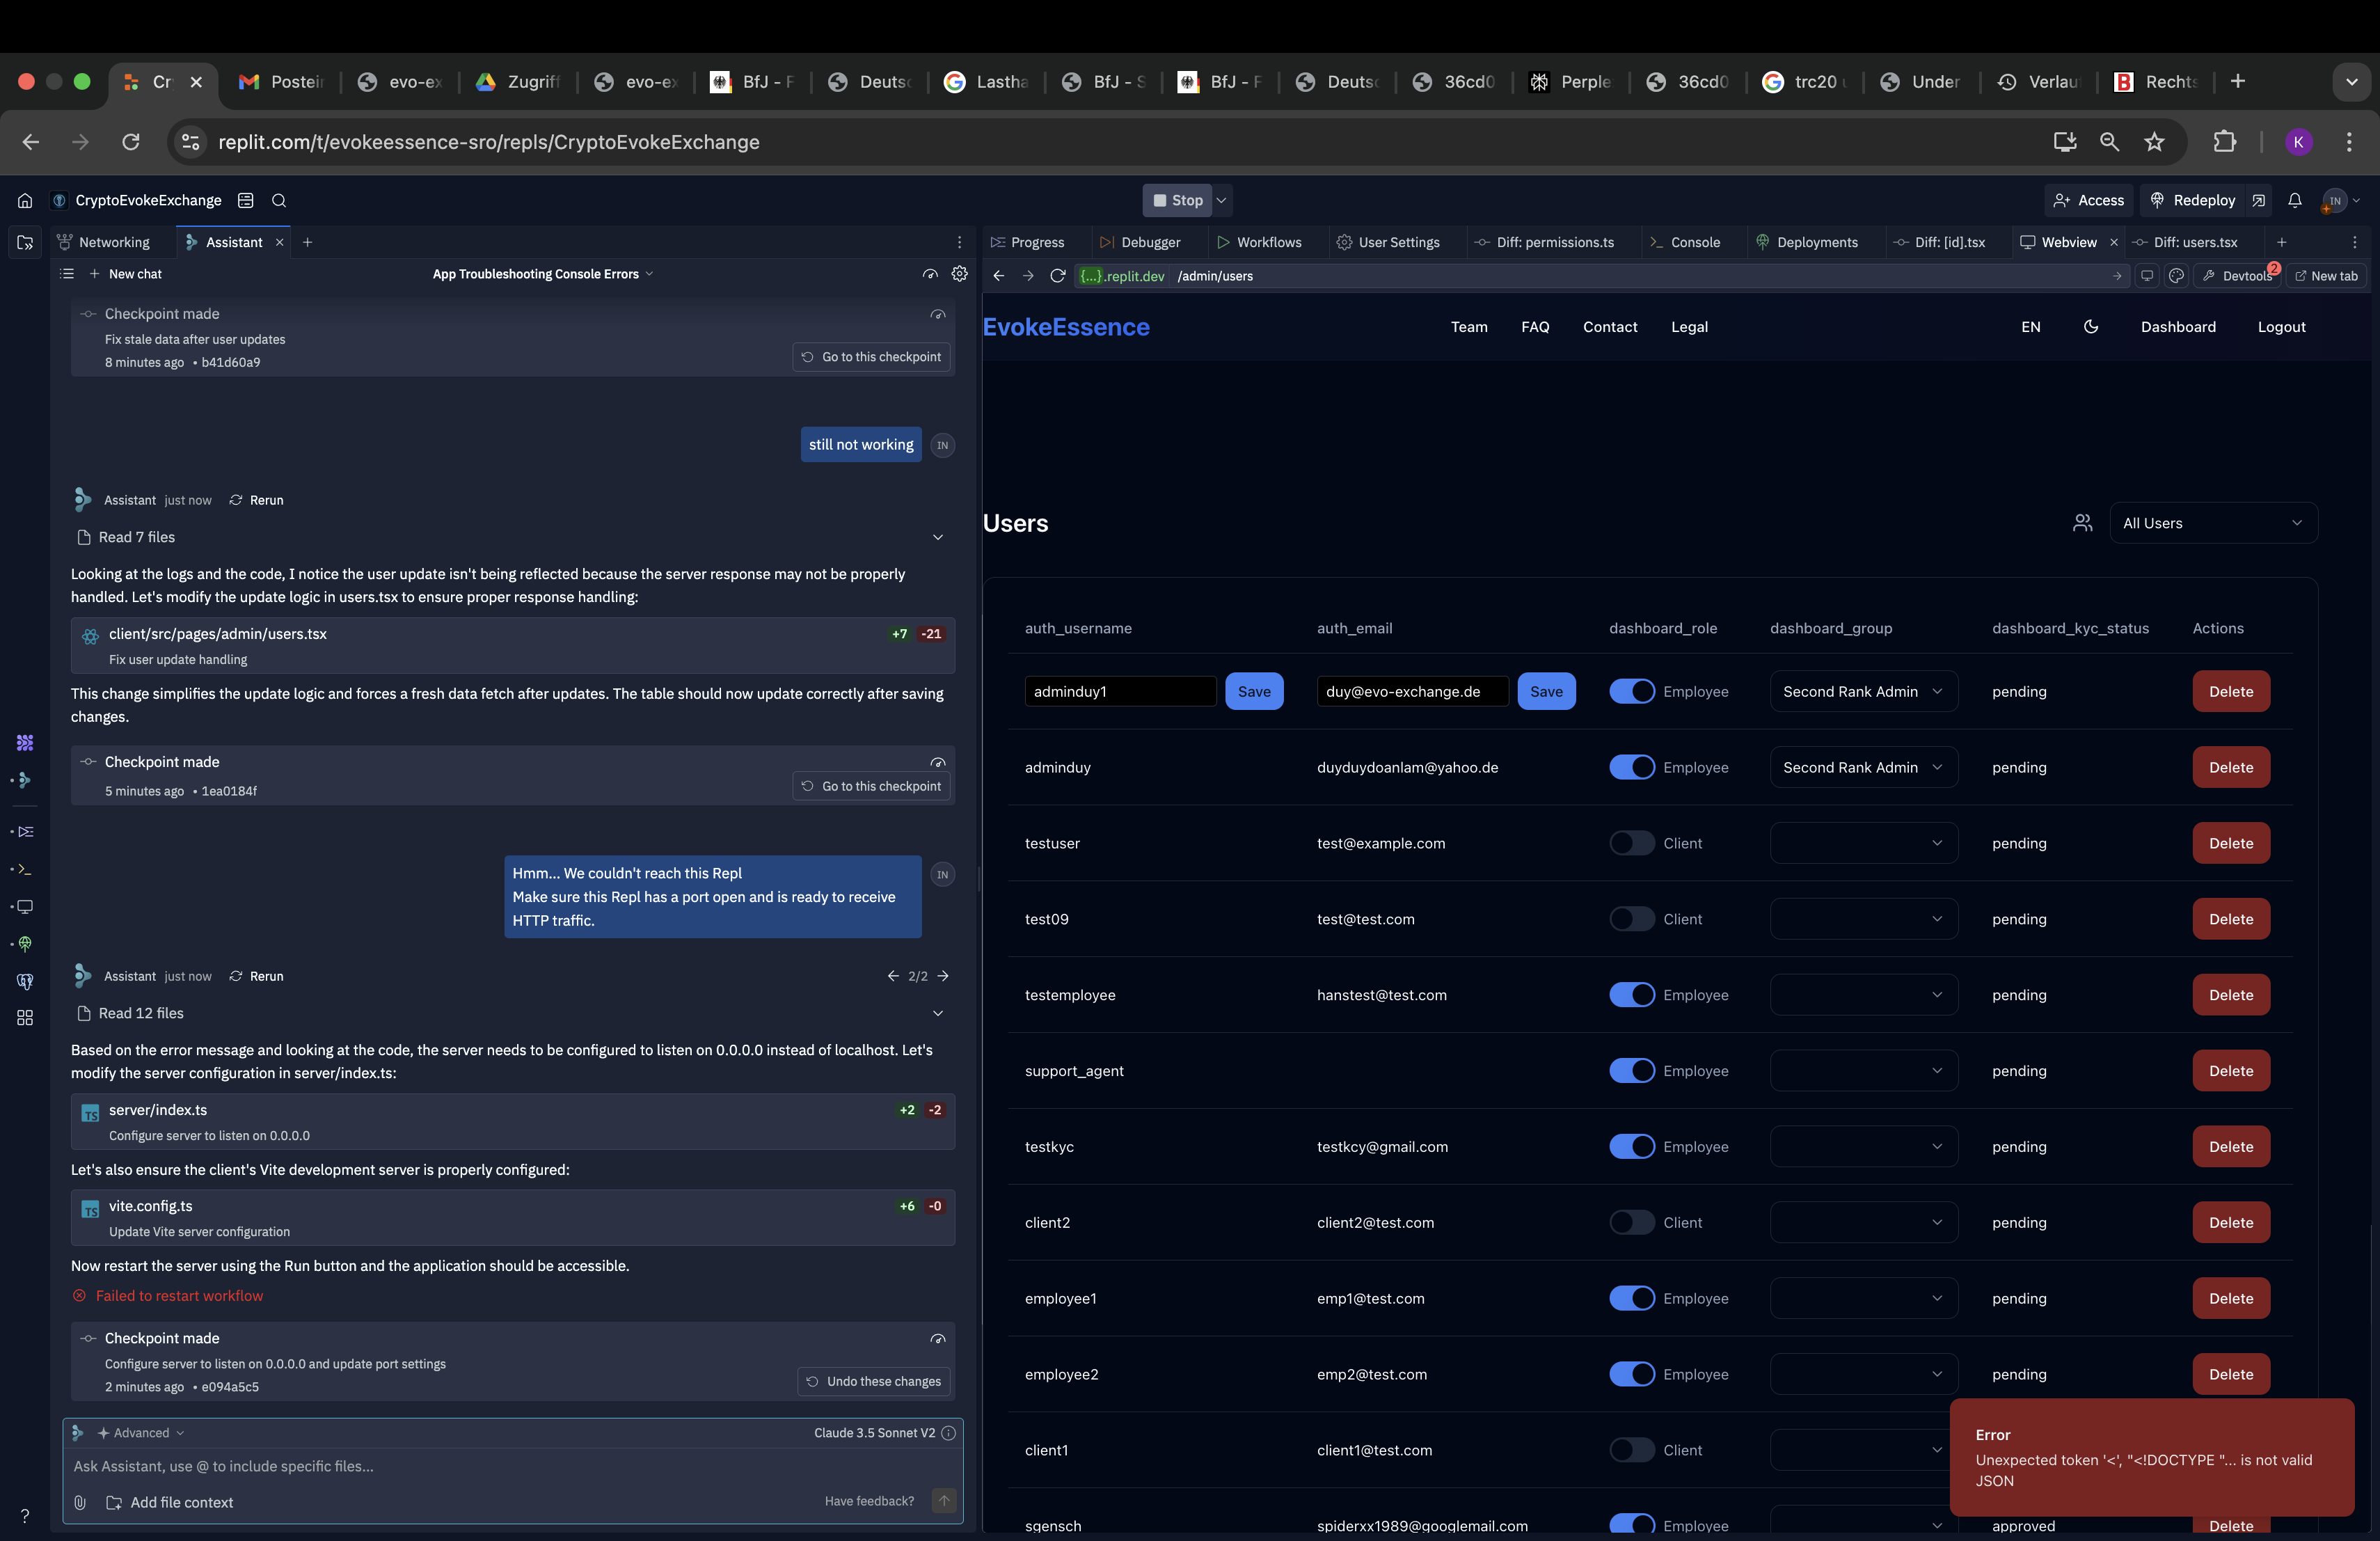 Cr
Postein
evo-ex
Zugriff
evo-ex
BfJ - F
Deutsc
Lastha
BfJ - S
BfJ - F
Deutsc
36cd0
Perple
36cd0
trc20 u
Under
Verlau
Rechts
replit.com/t/evokeessence-sro/repls/CryptoEvokeExchange
K
CryptoEvokeExchange
Stop
Access
Redeploy
IN
Networking
Assistant
Progress
Debugger
Workflows
User Settings
Diff: permissions.ts
Console
Deployments
Diff: [id].tsx
Webview
Diff: users.tsx
New chat
App Troubleshooting Console Errors
{...}.replit.dev /admin/users
Devtools
2
New tab
Checkpoint made
Fix stale data after user updates
8 minutes ago • b41d60a9
Go to this checkpoint
still not working
IN
Assistant just now Rerun
Read 7 files
Looking at the logs and the code, I notice the user update isn't being reflected because the server response may not be properly
handled. Let's modify the update logic in users.tsx to ensure proper response handling:
client/src/pages/admin/users.tsx
+7 -21
Fix user update handling
This change simplifies the update logic and forces a fresh data fetch after updates. The table should now update correctly after saving
changes.
Checkpoint made
5 minutes ago • 1ea0184f
Go to this checkpoint
Hmm... We couldn't reach this Repl
Make sure this Repl has a port open and is ready to receive
HTTP traffic.
IN
Assistant just now Rerun
2/2
Read 12 files
Based on the error message and looking at the code, the server needs to be configured to listen on 0.0.0.0 instead of localhost. Let's
modify the server configuration in server/index.ts:
TS server/index.ts
+2 -2
Configure server to listen on 0.0.0.0
Let's also ensure the client's Vite development server is properly configured:
TS vite.config.ts
+6 -0
Update Vite server configuration
Now restart the server using the Run button and the application should be accessible.
Failed to restart workflow
Checkpoint made
Configure server to listen on 0.0.0.0 and update port settings
2 minutes ago • e094a5c5
Undo these changes
Advanced
Claude 3.5 Sonnet V2
Ask Assistant, use @ to include specific files...
Add file context
Have feedback?
?
EvokeEssence
Team
FAQ
Contact
Legal
EN
Dashboard
Logout
Users
All Users
auth_username auth_email dashboard_role dashboard_group dashboard_kyc_status Actions
adminduy1 Save duy@evo-exchange.de Save Employee Second Rank Admin pending Delete
adminduy duyduydoanlam@yahoo.de Employee Second Rank Admin pending Delete
testuser test@example.com Client pending Delete
test09 test@test.com Client pending Delete
testemployee hanstest@test.com Employee pending Delete
support_agent Employee pending Delete
testkyc testkcy@gmail.com Employee pending Delete
client2 client2@test.com Client pending Delete
employee1 emp1@test.com Employee pending Delete
employee2 emp2@test.com Employee pending Delete
client1 client1@test.com Client
sgensch spiderxx1989@googlemail.com Employee approved Delete
Error
Unexpected token '<', "<!DOCTYPE "... is not valid
JSON